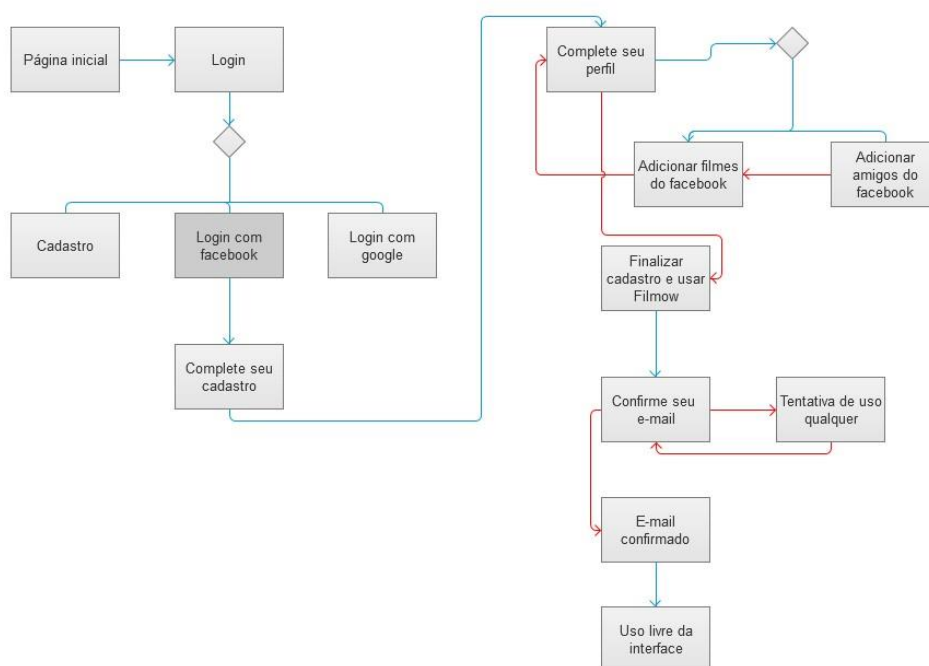 Página inicial
Login
Cadastro
Login com
facebook
Login com
google
Complete seu
cadastro
Complete seu
perfil
Adicionar filmes
do facebook
Adicionar
amigos do
facebook
Finalizar
cadastro e usar
Filmow
Confirme seu
e-mail
Tentativa de uso
qualquer
E-mail
confirmado
Uso livre da
interface